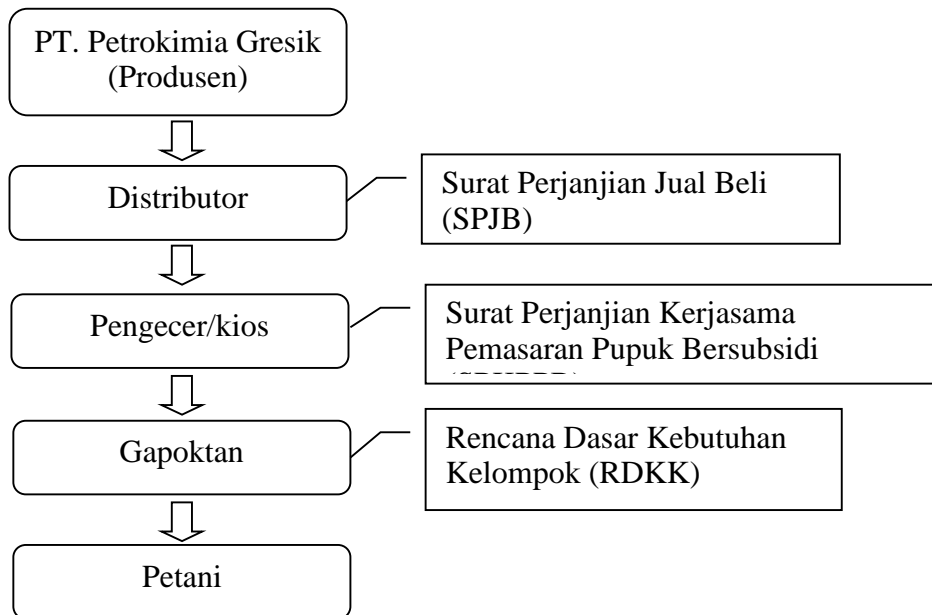 PT. Petrokimia Gresik
(Produsen)
Distributor
Surat Perjanjian Jual Beli
(SPJB)
Pengecer/kios
Surat Perjanjian Kerjasama
Pemasaran Pupuk Bersubsidi
Gapoktan
Rencana Dasar Kebutuhan
Kelompok (RDKK)
Petani